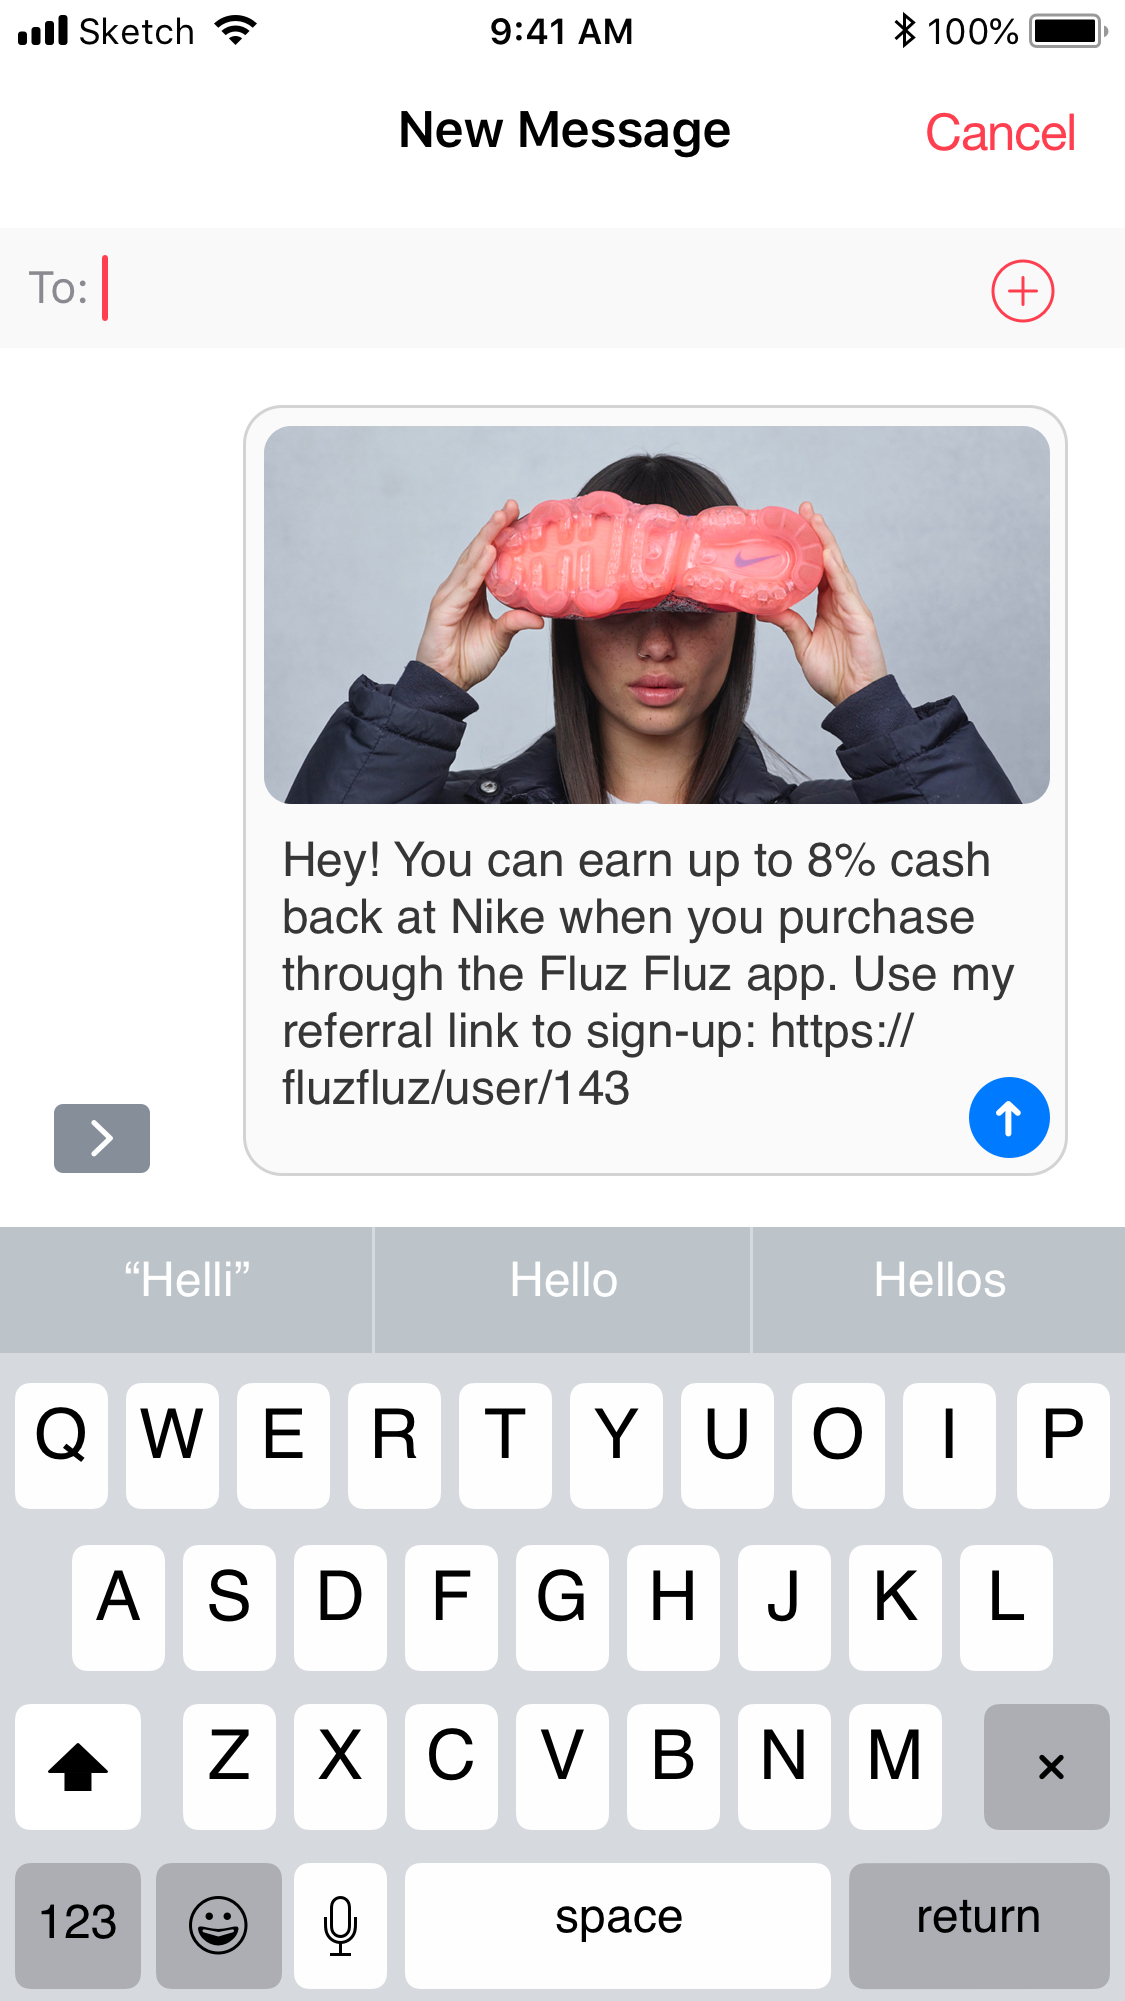 Sketch 9:41 AM 100%
New Message Cancel
To:
Hey! You can earn up to 8% cash
back at Nike when you purchase
through the Fluz Fluz app. Use my
referral link to sign-up: https://
fluzfluz/user/143
“Helli” Hello Hellos
Q W E R T Y U O I P
A S D F G H J K L
Z X C V B N M
123 space return